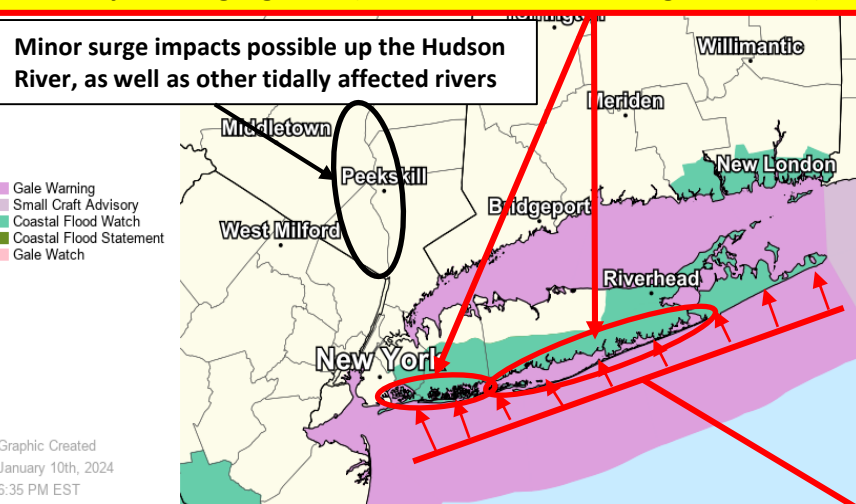 Minor surge impacts possible up the Hudson
River, as well as other tidally affected rivers
Willimantic
Meriden
Middletown
Peekskill
New London
Bridgeport
West Milford
Riverhead
New York
Gale Warning
Small Craft Advisory
Coastal Flood Watch
Coastal Flood Statement
Gale Watch
Graphic Created
January 10th, 2024
6:35 PM EST